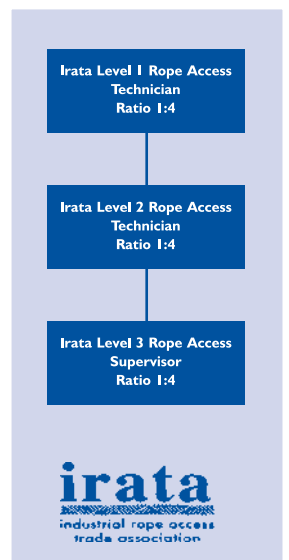 Irata Level 1 Rope Access
Technician
Ratio 1:4
Irata Level 2 Rope Access
Technician
Ratio 1:4
Irata Level 3 Rope Access
Supervisor
Ratio 1:4
irata
industrial rope access
trade association